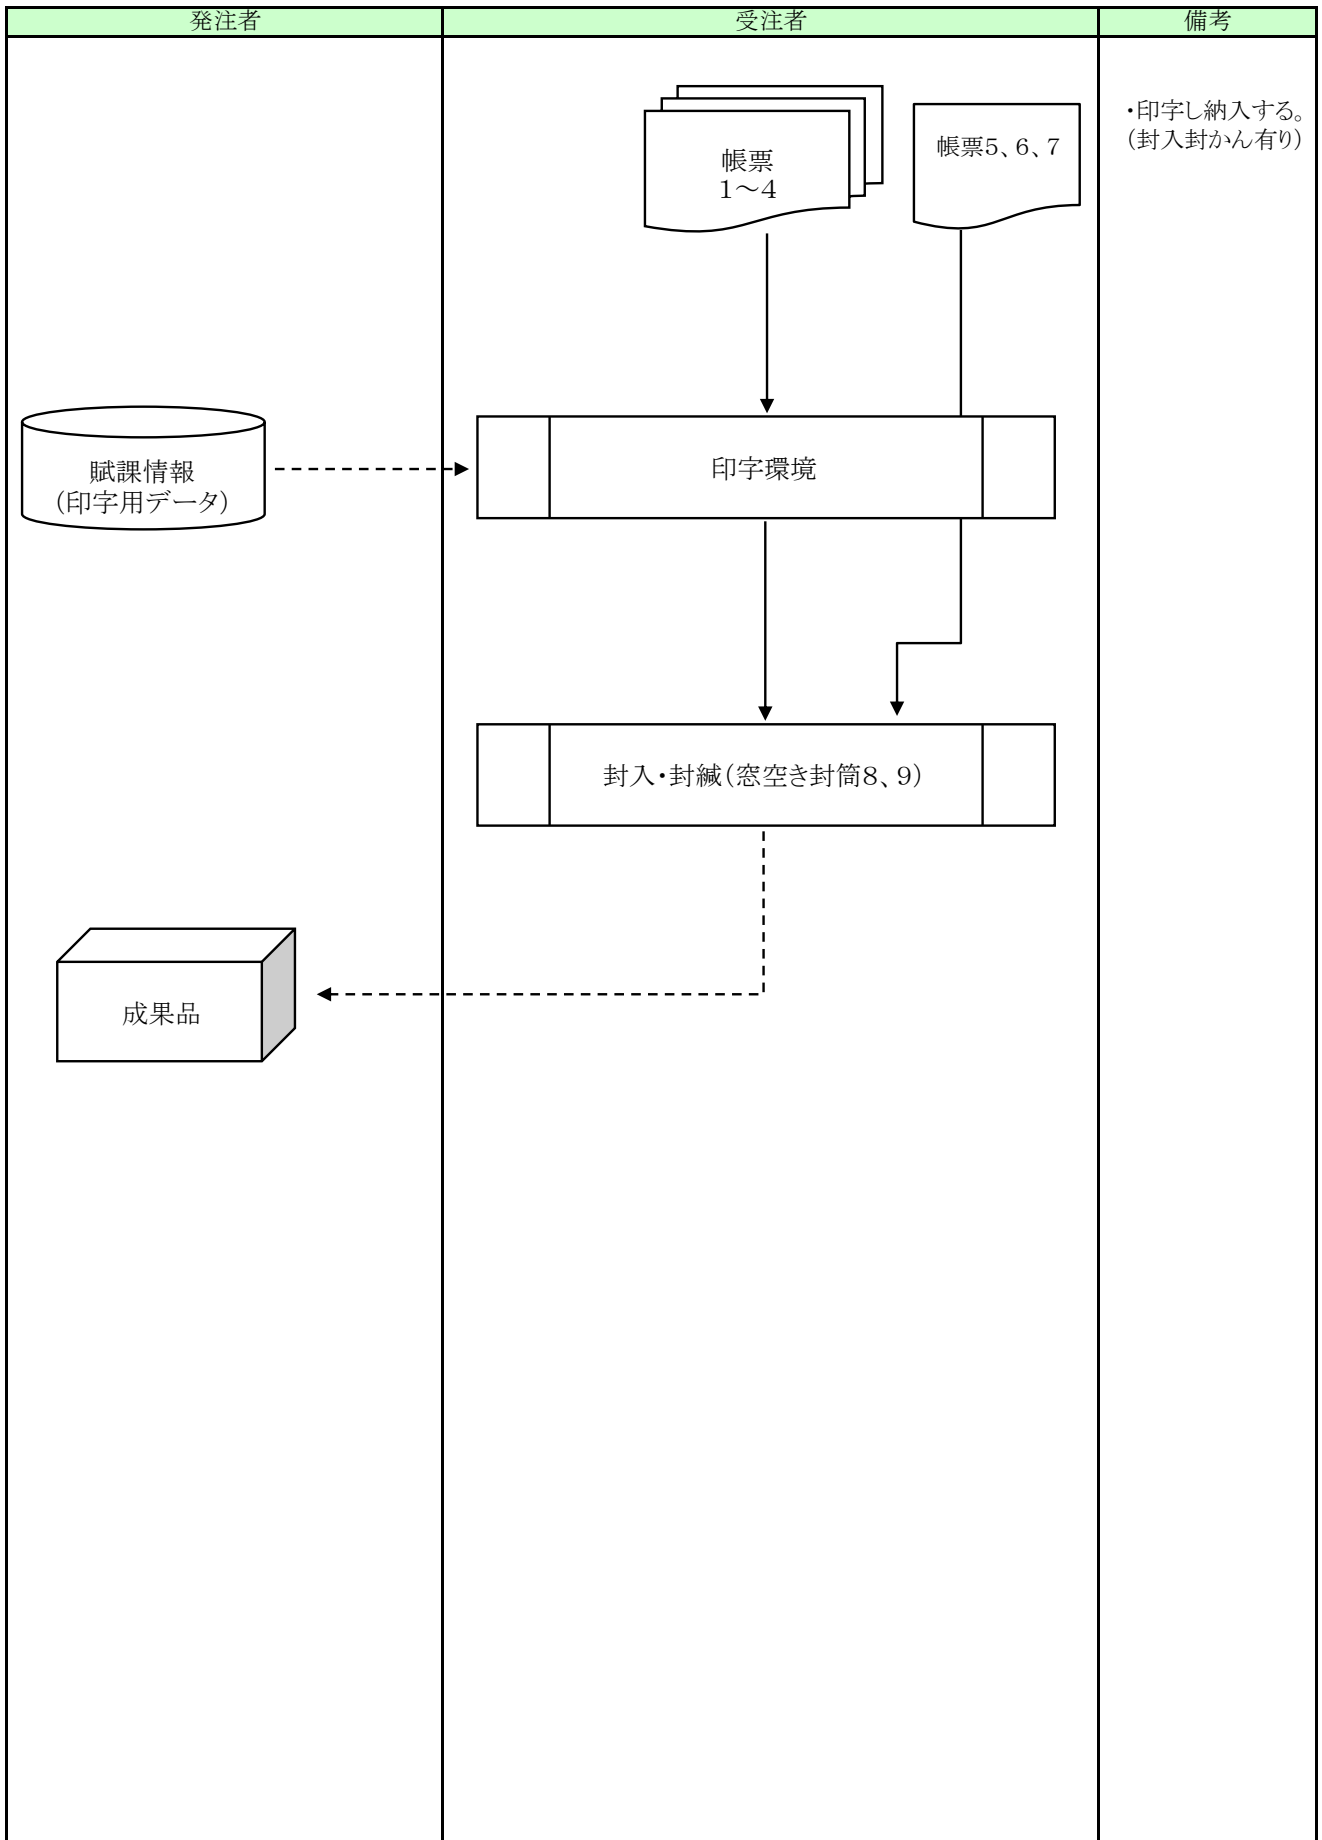 発注者
受注者
備考
帳票
１～４
帳票５、６、７
・印字し納入する。
（封入封かん有り）
賦課情報
（印字用データ）
印字環境
封入・封緘（窓空き封筒８、９）
成果品